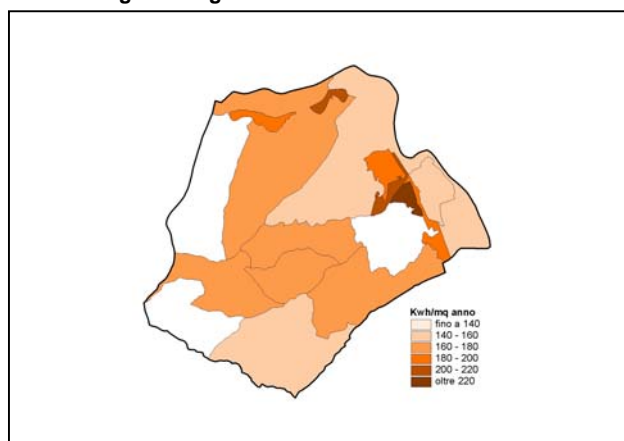 Kwh/mq anno
fino a 140
140 - 160
160 - 180
180 - 200
200 - 220
oltre 220